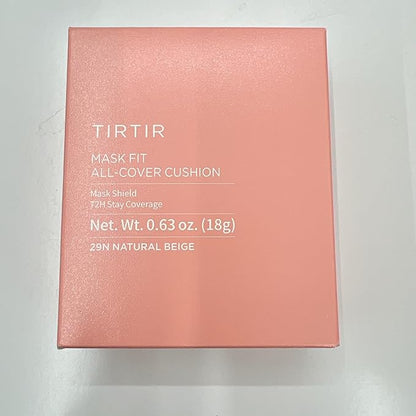 TIRTIR
MASK FIT
ALL-COVER CUSHION
Mask Shield
72H Stay Coverage
Net. Wt. 0.63 oz. (18g)
29N NATURAL BEIGE